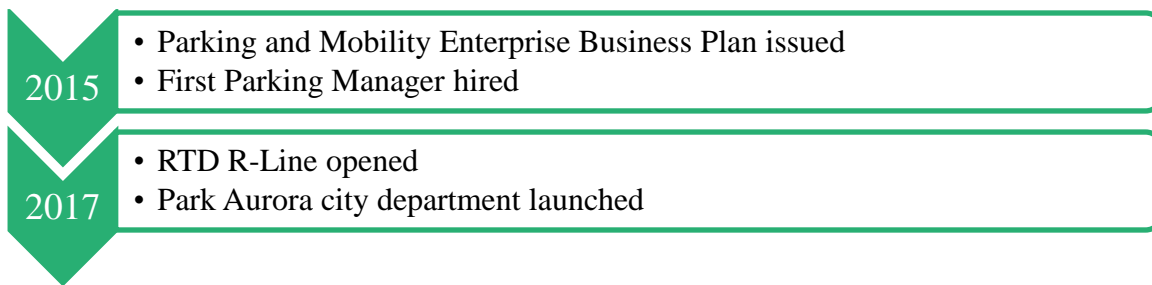 2015
• Parking and Mobility Enterprise Business Plan issued
• First Parking Manager hired
2017
• RTD R-Line opened
• Park Aurora city department launched